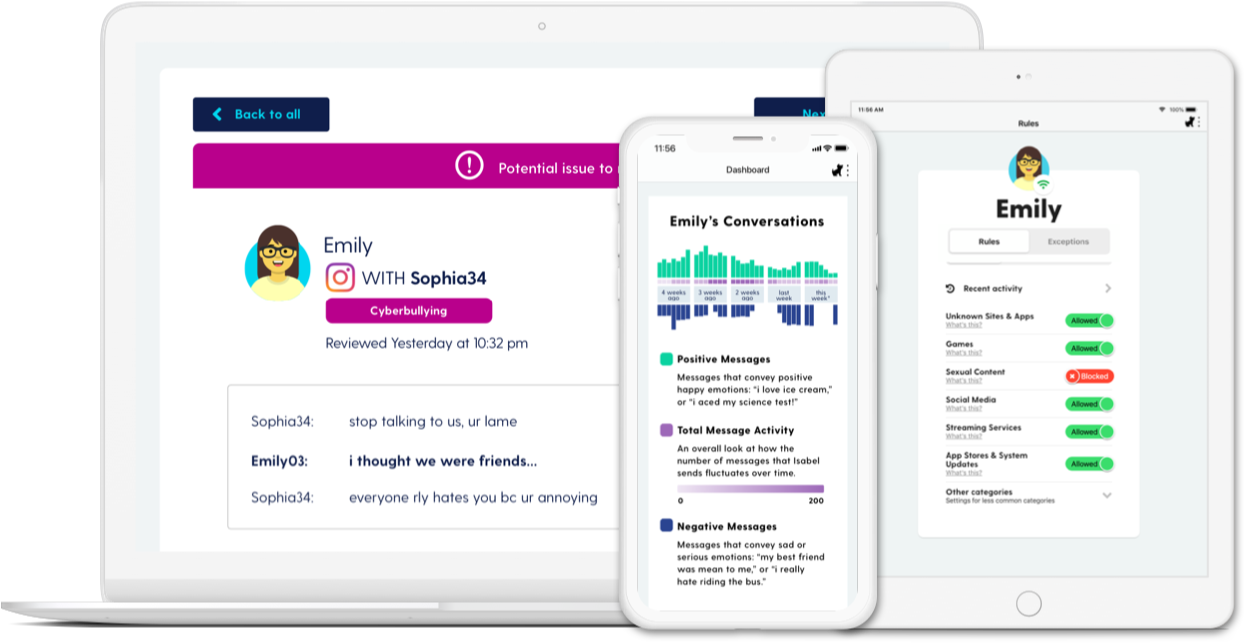 Back to all
Nex
Potential issue to
Emily
WITH Sophia34
Cyberbullying
Reviewed Yesterday at 10:32 pm
Sophia34: stop talking to us, ur lame
Emily03: i thought we were friends...
Sophia34: everyone rly hates you bc ur annoying
11:56
Dashboard
Emily's Conversations
4 weeks
ago
3 weeks
ago
2 weeks
ago
last
week
this
week*
Positive Messages
Messages that convey positive
happy emotions: "i love ice cream,"
or "i aced my science test!"
Total Message Activity
An overall look at how the
number of messages that Isabel
sends fluctuates over time.
0 200
Negative Messages
Messages that convey sad or
serious emotions: "my best friend
was mean to me," or "i really
hate riding the bus."
11:56 AM 100%
Rules
Emily
Rules Exceptions
Recent activity
Unknown Sites & Apps
What's this?
Allowed
Games
What's this?
Allowed
Sexual Content
What's this?
Blocked
Social Media
What's this?
Allowed
Streaming Services
What's this?
Allowed
App Stores & System
Updates
What's this?
Allowed
Other categories
Settings for less common categories